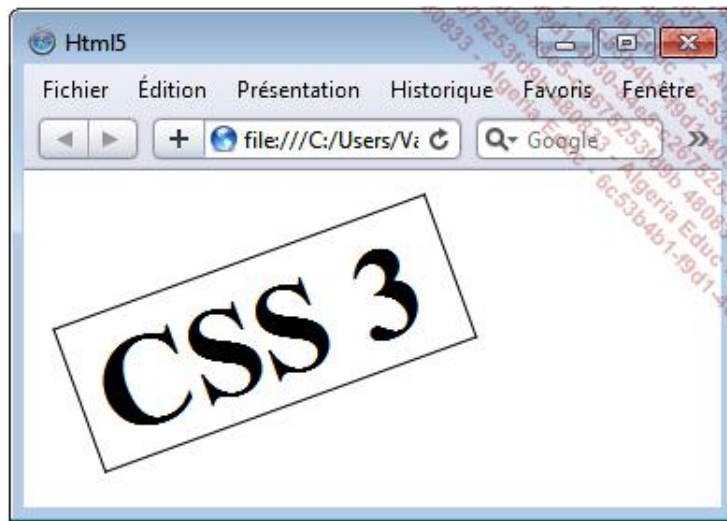 Html5
Fichier Édition Présentation Historique Favoris Fenêtre
file:///C:/Users/Va Google
CSS 3